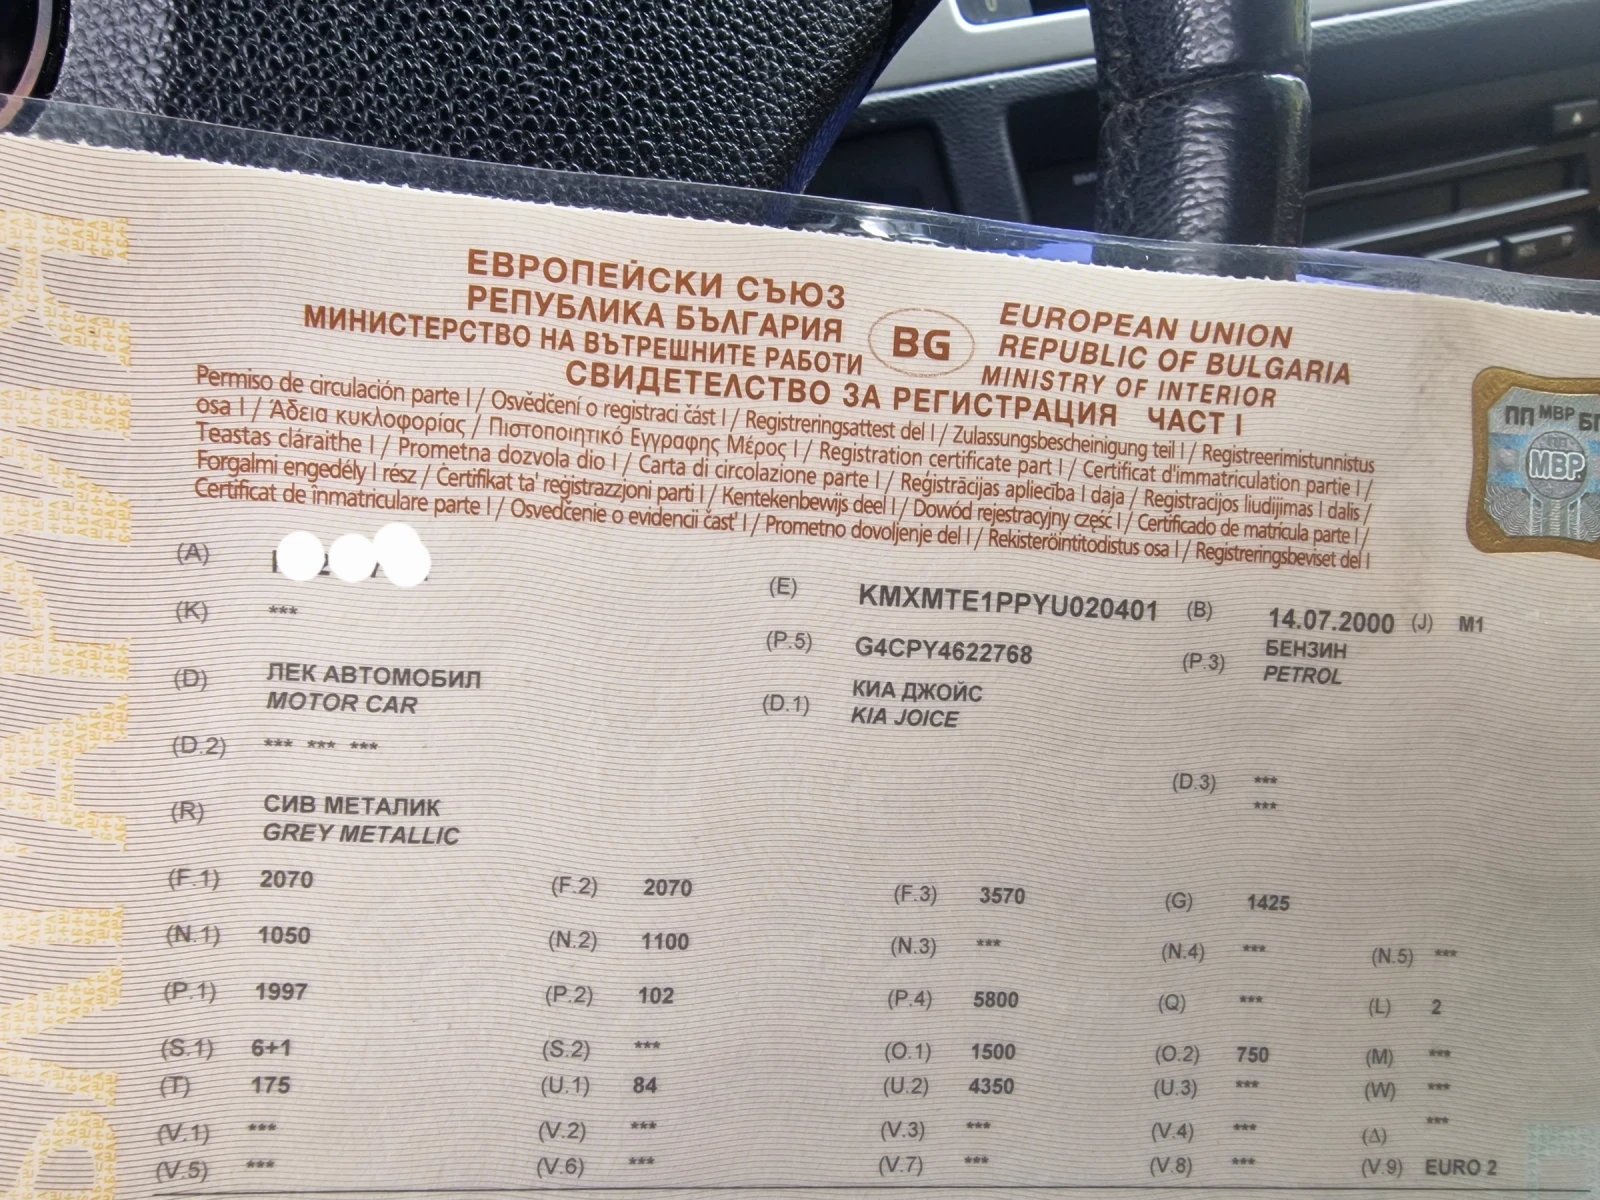 ЕВРОПЕЙСКИ СЪЮЗ
РЕПУБЛИКА БЪЛГАРИЯ
МИНИСТЕРСТВО НА ВЪТРЕШНИТЕ РАБОТИ
BG
EUROPEAN UNION
REPUBLIC OF BULGARIA
MINISTRY OF INTERIOR
СВИДЕТЕЛСТВО ЗА РЕГИСТРАЦИЯ ЧАСТ I
ПП МВР БГ
МВР
Permiso de circulación parte I / Osvědčení o registraci část I / Registreringsattest del I / Zulassungsbescheinigung teil I / Registreerimistunnistus
osa I / Άδεια κυκλοφορίας / Πιστοποιητικό Εγγραφης Μέρος I / Registration certificate part I / Certificat d'immatriculation partie I /
Teastas cláraithe I / Prometna dozvola dio I / Carta di circolazione parte I / Reģistrācijas apliecība I daja / Registracijos liudijimas I dalis /
Forgalmi engedély I rész / Certifikat ta' reġistrazzjoni parti I / Kentekenbewijs deel I / Dowód rejestracyjny część I / Certificado de matrícula parte I /
Certificat de inmatriculare parte I / Osvedčenie o evidencii časť I / Prometno dovoljenje del I / Rekisteröintitodistus osa I / Registreringsbeviset del I
(A)
(K) ***
(E) KMXMTE1PPYU020401 (B) 14.07.2000 (J) M1
(P.5) G4CPY4622768 (P.3) БЕНЗИН
PETROL
(D) ЛЕК АВТОМОБИЛ
MOTOR CAR
(D.1) КИА ДЖОЙС
KIA JOICE
(D.2) *** *** ***
(D.3) ***
***
(R) СИВ МЕТАЛИК
GREY METALLIC
(F.1) 2070 (F.2) 2070 (F.3) 3570 (G) 1425
(N.1) 1050 (N.2) 1100 (N.3) *** (N.4) *** (N.5) ***
(P.1) 1997 (P.2) 102 (P.4) 5800 (Q) *** (L) 2
(S.1) 6+1 (S.2) *** (O.1) 1500 (O.2) 750 (M) ***
(T) 175 (U.1) 84 (U.2) 4350 (U.3) *** (W) ***
(V.1) *** (V.2) *** (V.3) *** (V.4) *** (Δ) ***
(V.5) *** (V.6) *** (V.7) *** (V.8) *** (V.9) EURO 2